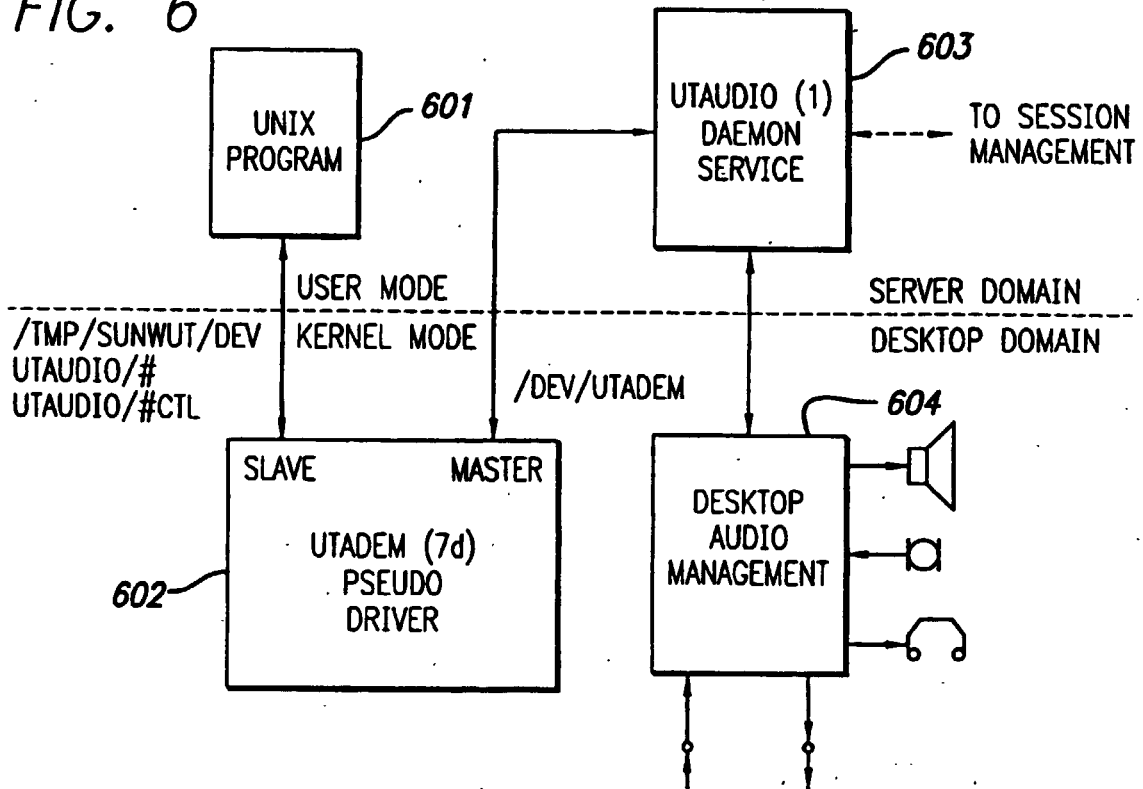 FIG. 6
UNIX
PROGRAM
601
UTAUDIO (1)
DAEMON
SERVICE
603
TO SESSION
MANAGEMENT
USER MODE
SERVER DOMAIN
/TMP/SUNWUT/DEV
UTAUDIO/#
UTAUDIO/#CTL
KERNEL MODE
DESKTOP DOMAIN
/DEV/UTADEM
SLAVE
MASTER
UTADEM (7d)
PSEUDO
DRIVER
602
604
DESKTOP
AUDIO
MANAGEMENT